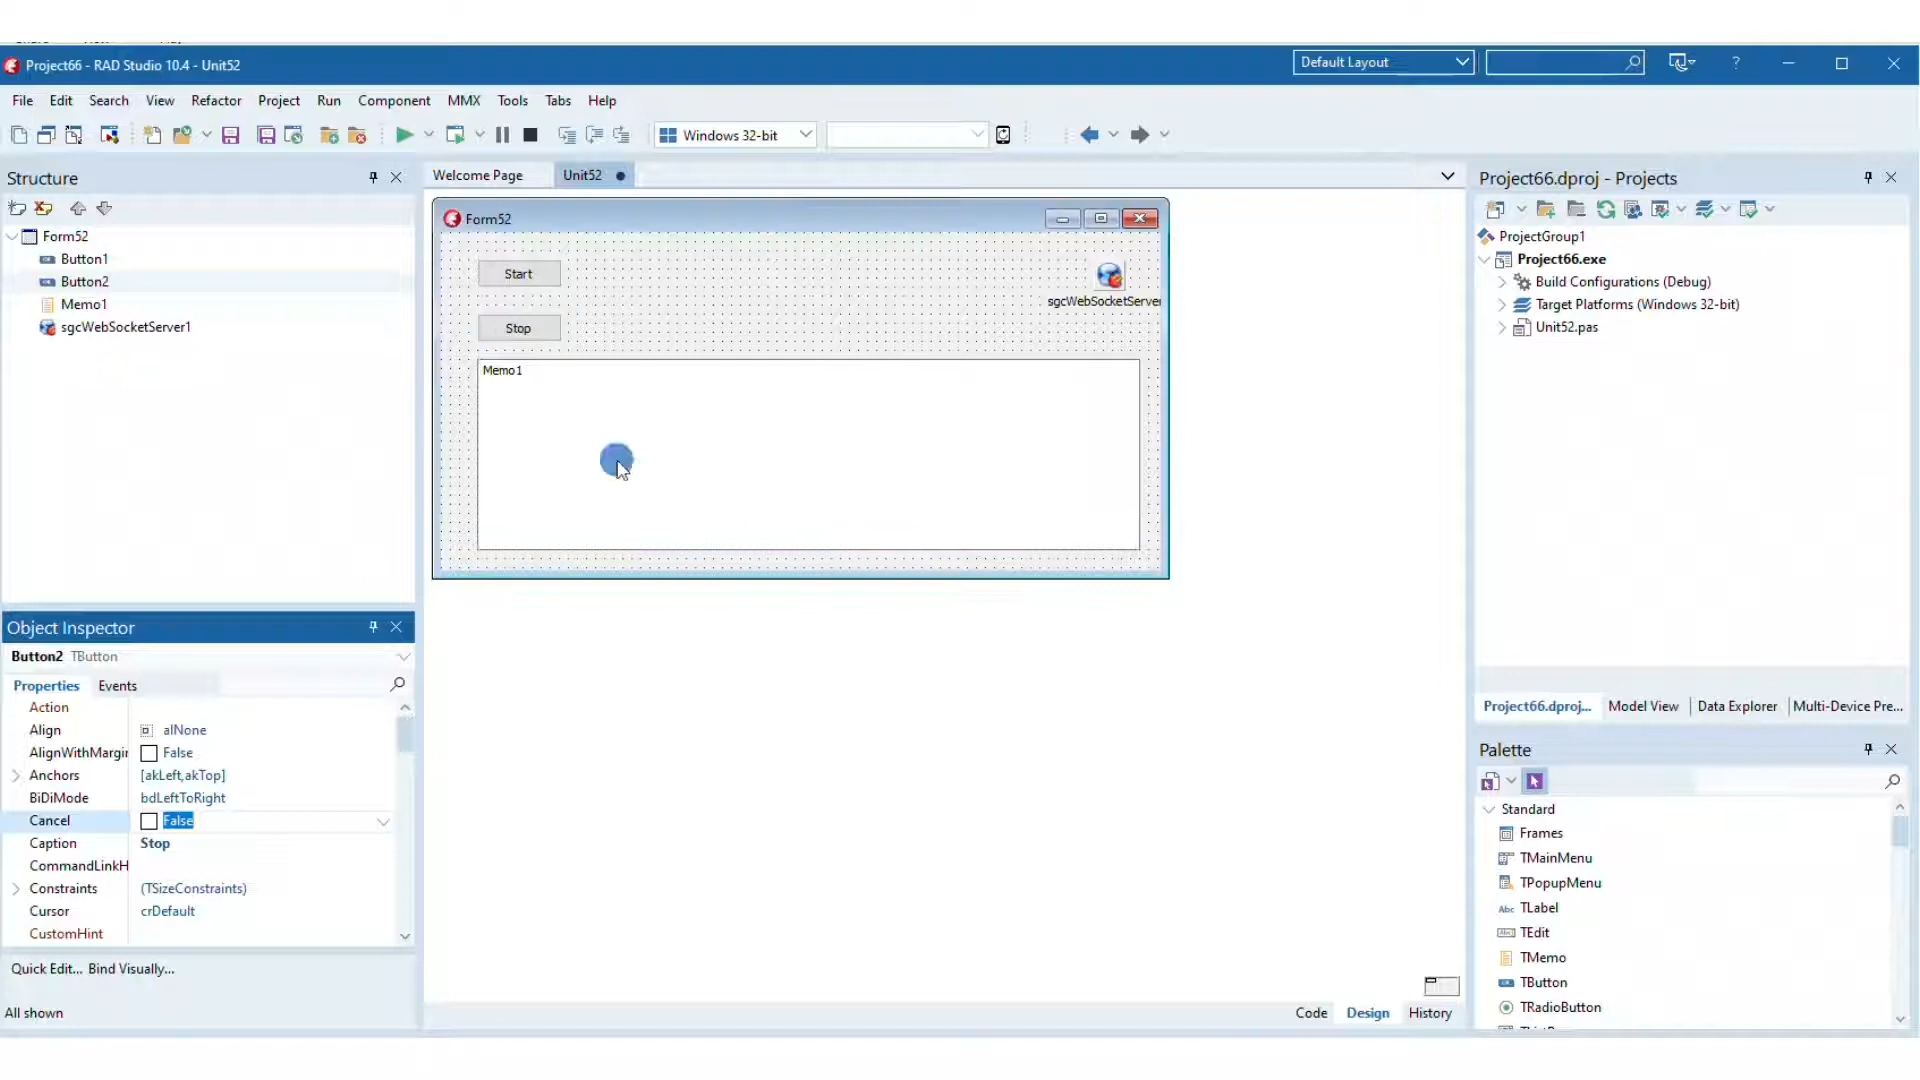 Project66 - RAD Studio 10.4 - Unit52
Default Layout
?
File Edit Search View Refactor Project Run Component MMX Tools Tabs Help
Windows 32-bit
Structure
Form52
Button1
Button2
Memo1
sgcWebSocketServer1
Welcome Page
Unit52
Form52
Start
sgcWebSocketServer
Stop
Memo1
Project66.dproj - Projects
ProjectGroup1
Project66.exe
Build Configurations (Debug)
Target Platforms (Windows 32-bit)
Unit52.pas
Object Inspector
Button2 TButton
Properties Events
Action
Align alNone
AlignWithMargin False
Anchors [akLeft,akTop]
BiDiMode bdLeftToRight
Cancel False
Caption Stop
CommandLinkH
Constraints (TSizeConstraints)
Cursor crDefault
CustomHint
Quick Edit... Bind Visually...
All shown
Code Design History
Project66.dproj... Model View Data Explorer Multi-Device Pre...
Palette
Standard
Frames
TMainMenu
TPopupMenu
Abc TLabel
TEdit
TMemo
TButton
TRadioButton